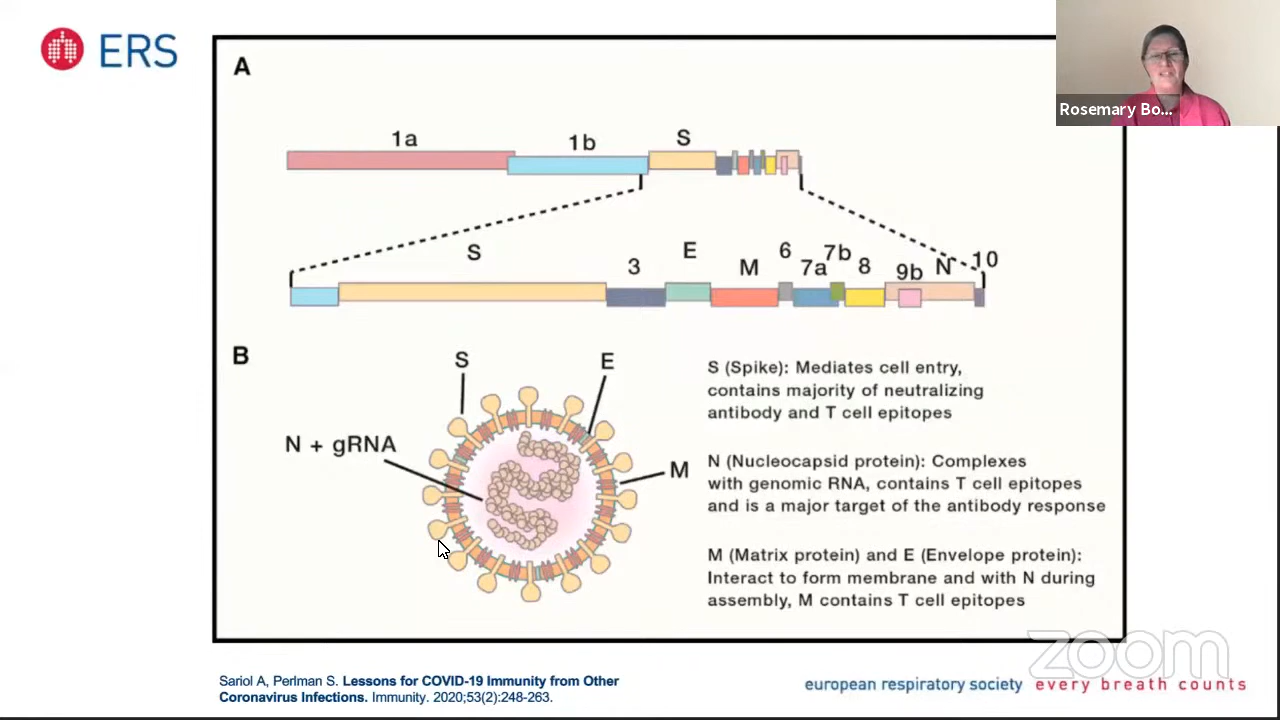 ERS
Rosemary Bo...
A
1a
1b
S
S
3
E
M
6
7a
7b
8
9b
N
10
B
S
E
N + gRNA
M
S (Spike): Mediates cell entry,
contains majority of neutralizing
antibody and T cell epitopes
N (Nucleocapsid protein): Complexes
with genomic RNA, contains T cell epitopes
and is a major target of the antibody response
M (Matrix protein) and E (Envelope protein):
Interact to form membrane and with N during
assembly, M contains T cell epitopes
zoom
Sariol A, Perlman S. Lessons for COVID-19 Immunity from Other
Coronavirus Infections. Immunity. 2020;53(2):248-263.
european respiratory society every breath counts